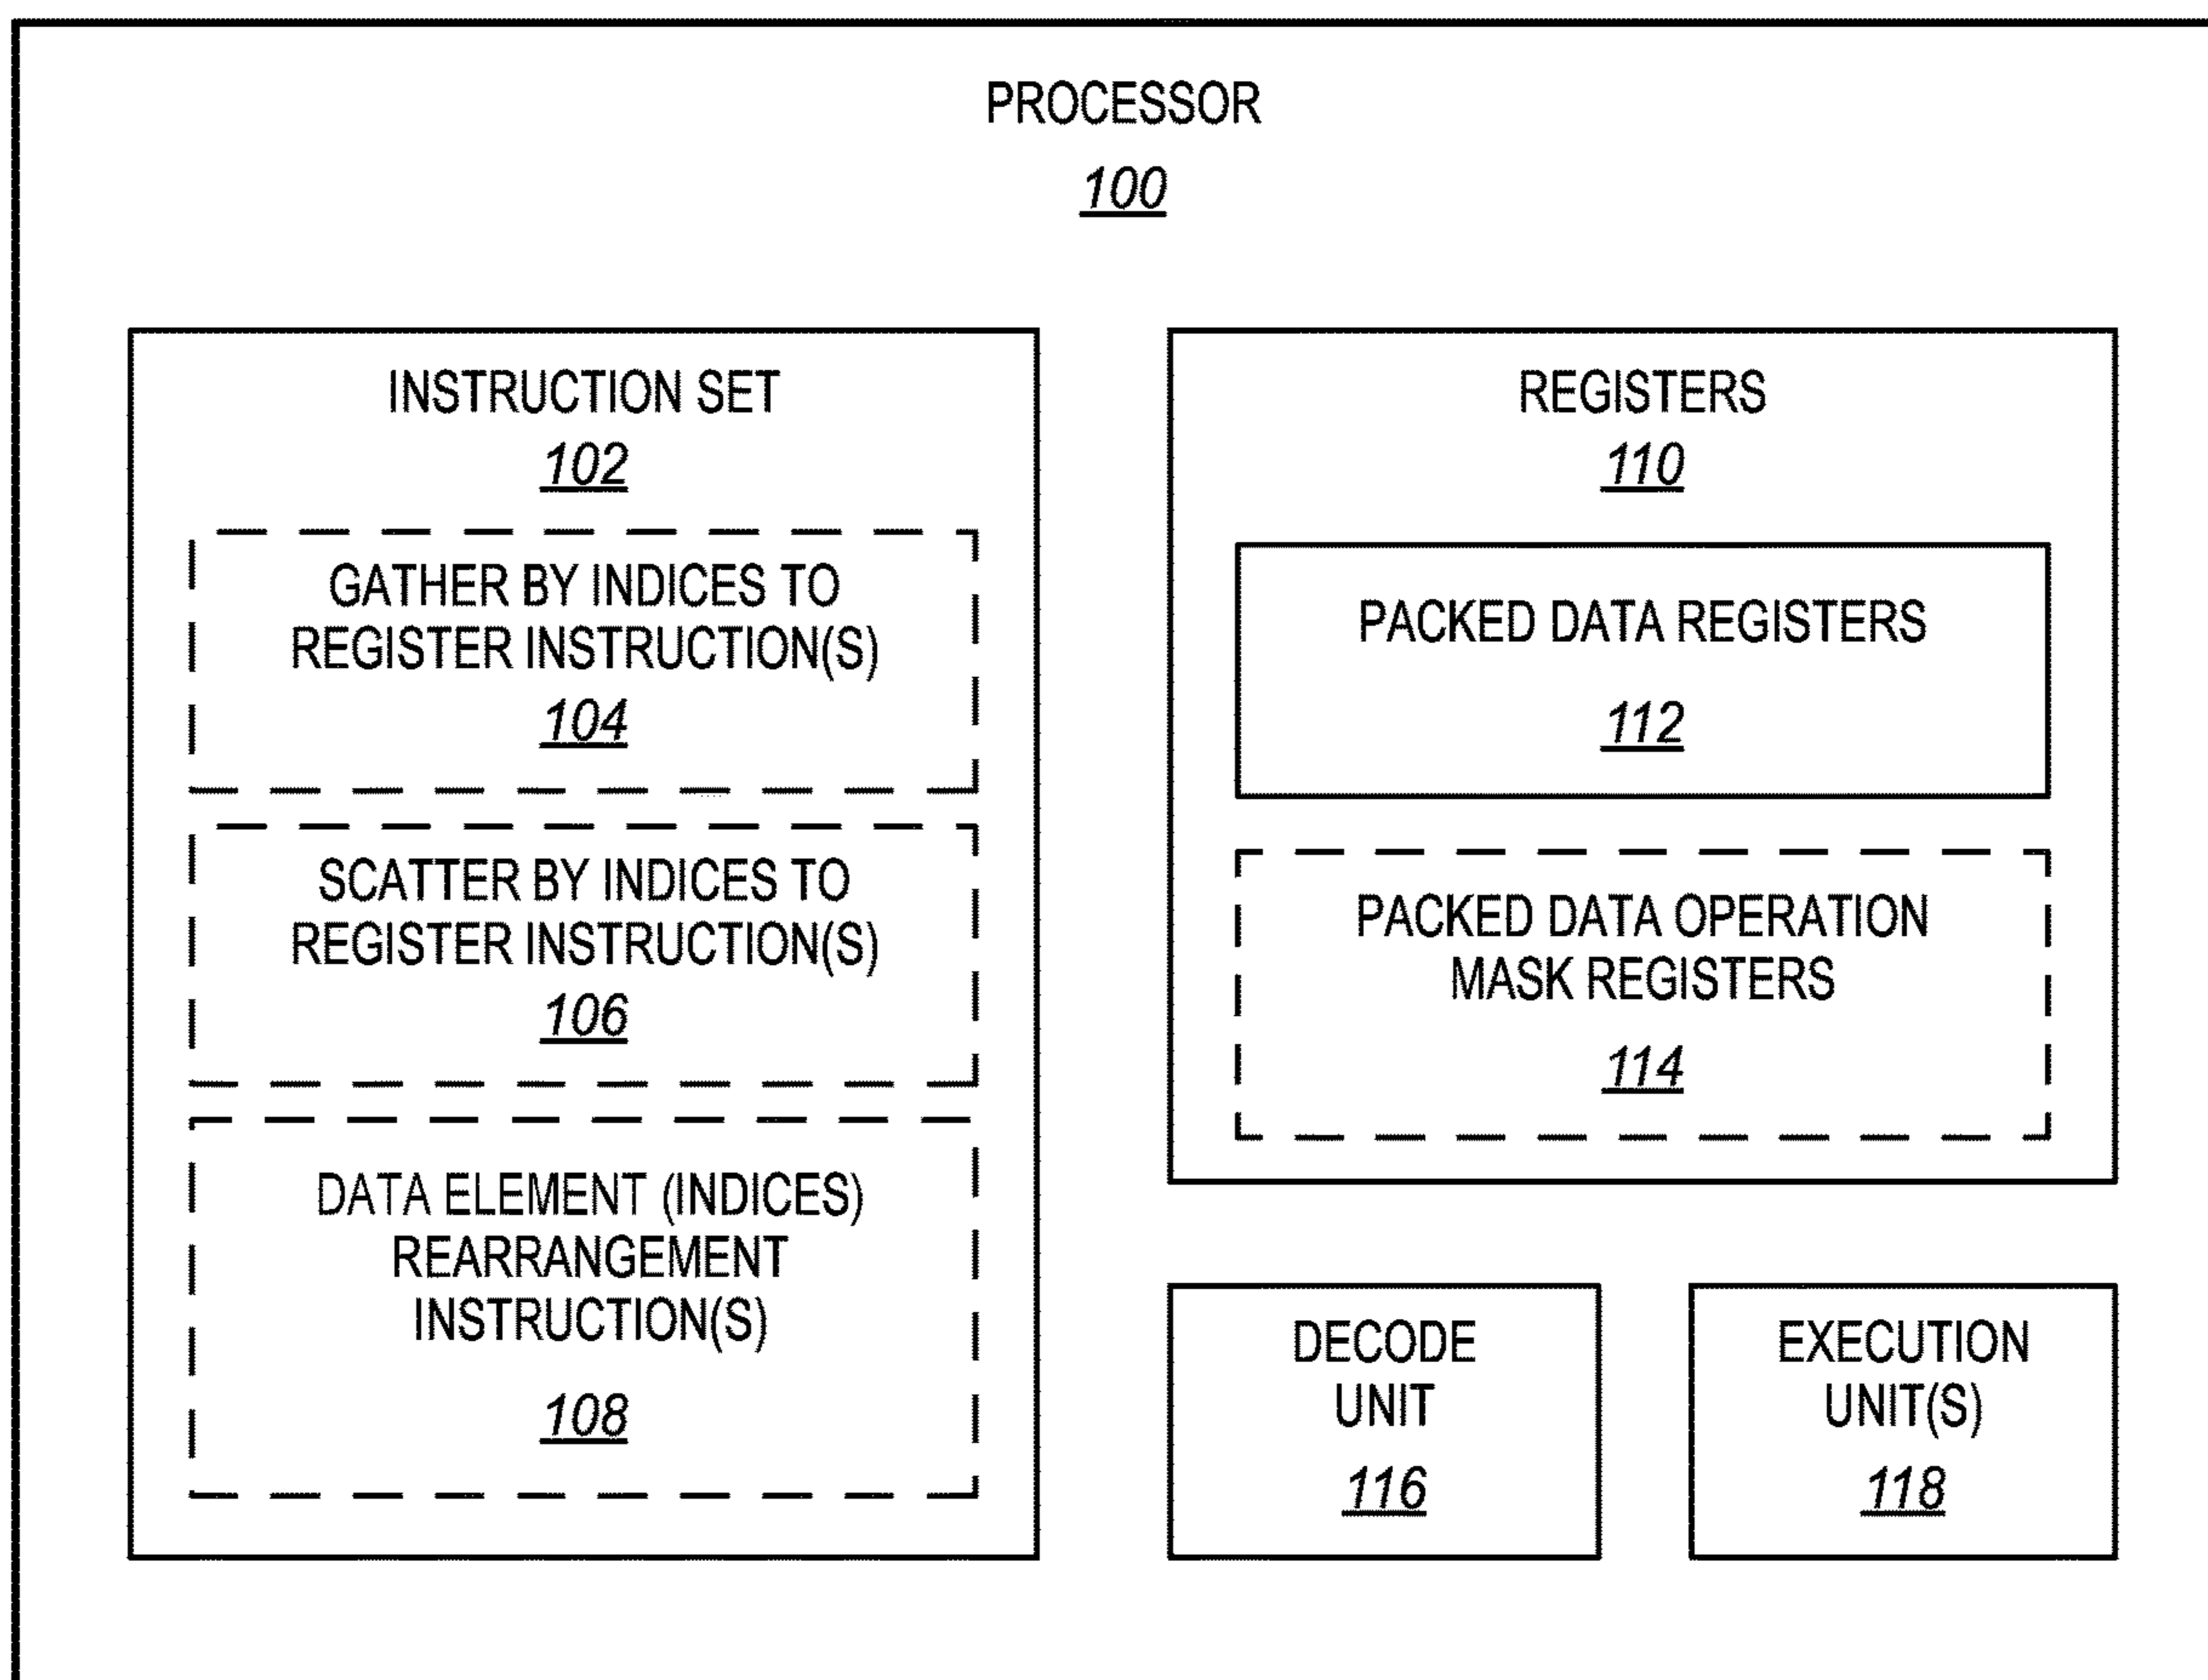 PROCESSOR
100
INSTRUCTION SET
102
GATHER BY INDICES TO
REGISTER INSTRUCTION(S)
104
SCATTER BY INDICES TO
REGISTER INSTRUCTION(S)
106
DATA ELEMENT (INDICES)
REARRANGEMENT
INSTRUCTION(S)
108
REGISTERS
110
PACKED DATA REGISTERS
112
PACKED DATA OPERATION
MASK REGISTERS
114
DECODE
UNIT
116
EXECUTION
UNIT(S)
118